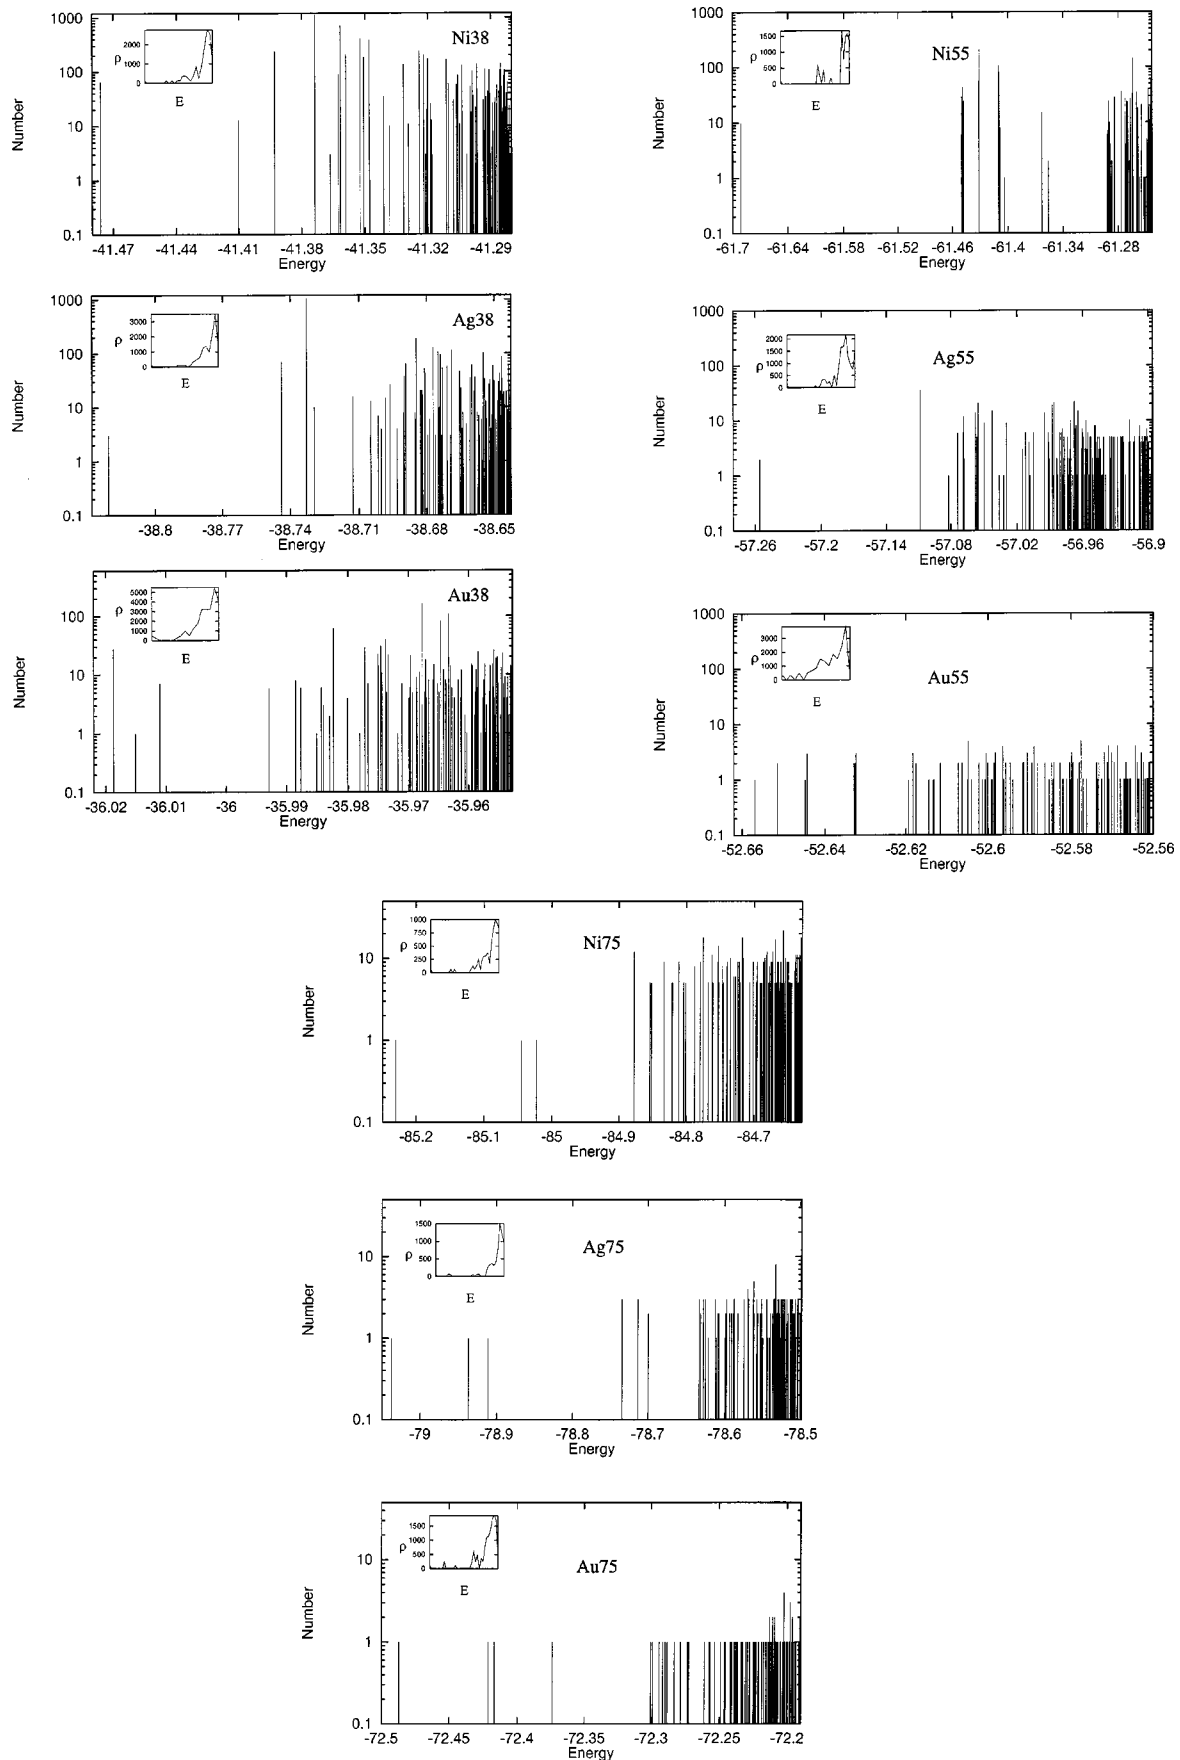 Ni38
1000
100
10
1
0.1
Number
ρ
2000
1000
0
E
-41.47 -41.44 -41.41 -41.38 -41.35 -41.32 -41.29
Energy
Ni55
1000
100
10
1
0.1
Number
ρ
1500
1000
500
0
E
-61.7 -61.64 -61.58 -61.52 -61.46 -61.4 -61.34 -61.28
Energy
Ag38
1000
100
10
1
0.1
Number
ρ
3000
2000
1000
0
E
-38.8 -38.77 -38.74 -38.71 -38.68 -38.65
Energy
Ag55
1000
100
10
1
0.1
Number
ρ
2000
1500
1000
500
0
E
-57.26 -57.2 -57.14 -57.08 -57.02 -56.96 -56.9
Energy
Au38
100
10
1
0.1
Number
ρ
5000
4000
3000
2000
1000
0
E
-36.02 -36.01 -36 -35.99 -35.98 -35.97 -35.96
Energy
Au55
1000
100
10
1
0.1
Number
ρ
3000
2000
1000
0
E
-52.66 -52.64 -52.62 -52.6 -52.58 -52.56
Energy
Ni75
10
1
0.1
Number
ρ
1000
750
500
250
0
E
-85.2 -85.1 -85 -84.9 -84.8 -84.7
Energy
Ag75
10
1
0.1
Number
ρ
1500
1000
500
0
E
-79 -78.9 -78.8 -78.7 -78.6 -78.5
Energy
Au75
10
1
0.1
Number
ρ
1500
1000
500
0
E
-72.5 -72.45 -72.4 -72.35 -72.3 -72.25 -72.2
Energy